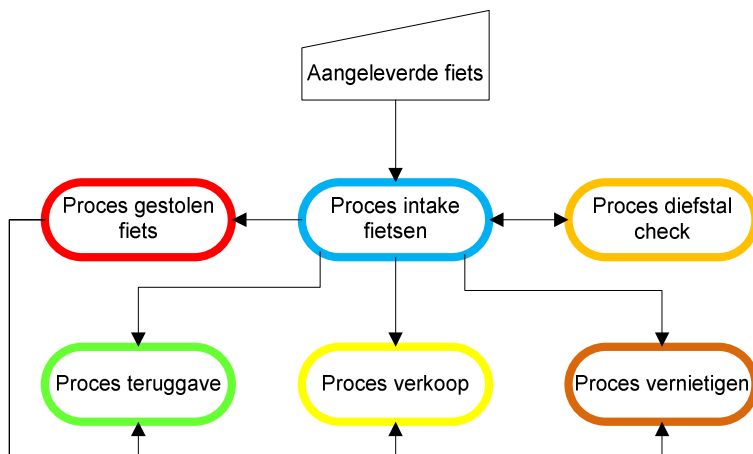 Aangeleverde fiets
Proces gestolen
fiets
Proces intake
fietsen
Proces diefstal
check
Proces teruggave
Proces verkoop
Proces vernietigen